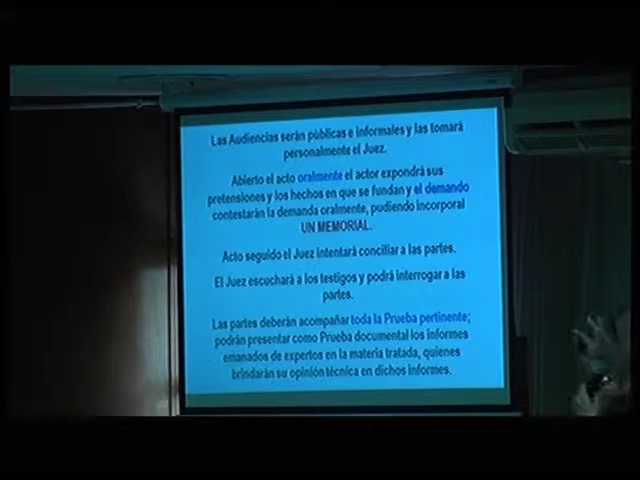 Las Audiencias serán públicas e informales y las tomará
personalmente el Juez.
Abierto el acto oralmente el actor expondrá sus
pretensiones y los hechos en que se fundan y el demando
contestarán la demanda oralmente, pudiendo incorporal
UN MEMORIAL.
Acto seguido el Juez intentará conciliar a las partes.
El Juez escuchará a los testigos y podrá interrogar a las
partes.
Las partes deberán acompañar toda la Prueba pertinente;
podrán presentar como Prueba documental los informes
emanados de expertos en la materia tratada, quienes
brindarán su opinión técnica en dichos informes.